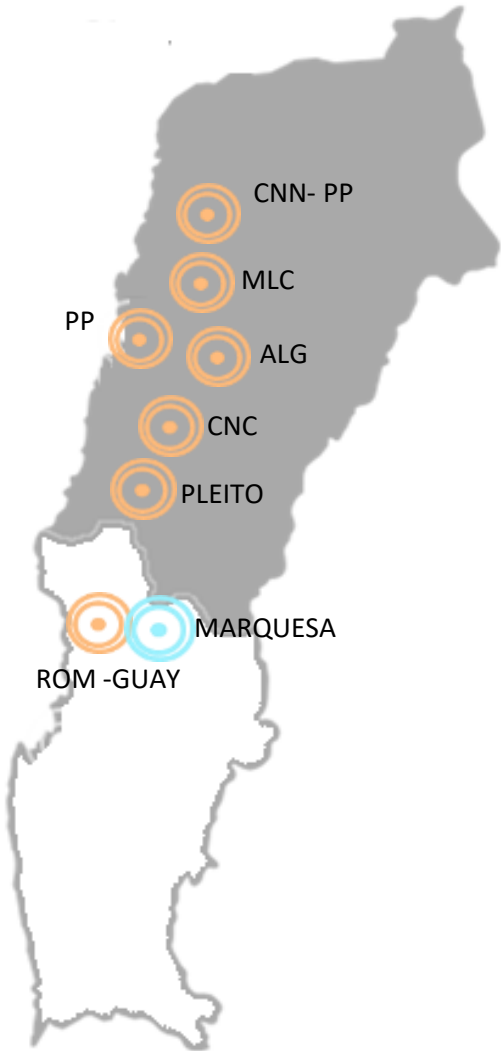 CNN- PP
MLC
PP
ALG
CNC
PLEITO
MARQUESA
ROM -GUAY